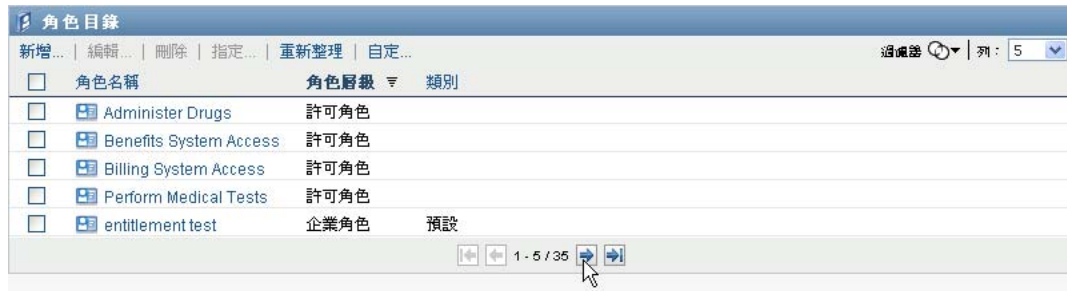 角色目錄
新增... | 編輯... | 刪除 | 指定... | 重新整理 | 自定... 過濾器 列: 5
角色名稱 角色層級 類別
Administer Drugs 許可角色
Benefits System Access 許可角色
Billing System Access 許可角色
Perform Medical Tests 許可角色
entitlement test 企業角色 預設
1 - 5 / 35